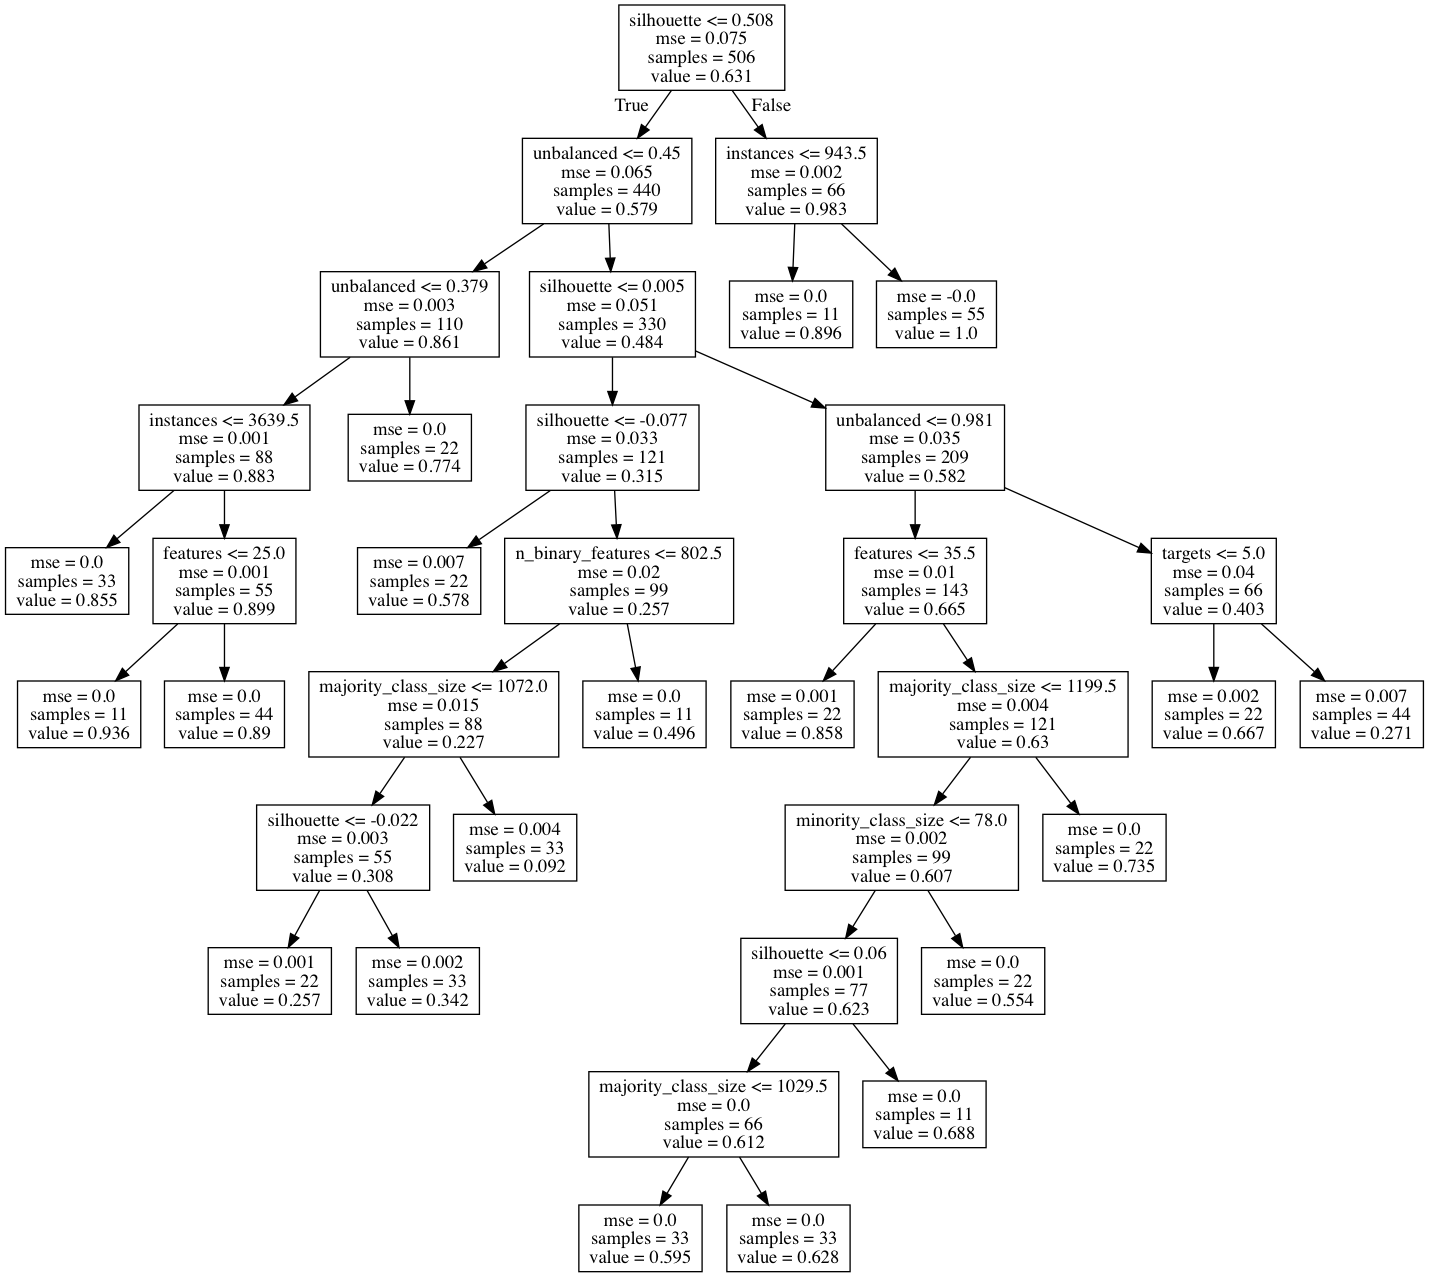 silhouette <= 0.508
mse = 0.075
samples = 506
value = 0.631
True
False
unbalanced <= 0.45
mse = 0.065
samples = 440
value = 0.579
instances <= 943.5
mse = 0.002
samples = 66
value = 0.983
unbalanced <= 0.379
mse = 0.003
samples = 110
value = 0.861
silhouette <= 0.005
mse = 0.051
samples = 330
value = 0.484
mse = 0.0
samples = 11
value = 0.896
mse = -0.0
samples = 55
value = 1.0
instances <= 3639.5
mse = 0.001
samples = 88
value = 0.883
mse = 0.0
samples = 22
value = 0.774
silhouette <= -0.077
mse = 0.033
samples = 121
value = 0.315
unbalanced <= 0.981
mse = 0.035
samples = 209
value = 0.582
mse = 0.0
samples = 33
value = 0.855
features <= 25.0
mse = 0.001
samples = 55
value = 0.899
mse = 0.007
samples = 22
value = 0.578
n_binary_features <= 802.5
mse = 0.02
samples = 99
value = 0.257
features <= 35.5
mse = 0.01
samples = 143
value = 0.665
targets <= 5.0
mse = 0.04
samples = 66
value = 0.403
mse = 0.0
samples = 11
value = 0.936
mse = 0.0
samples = 44
value = 0.89
majority_class_size <= 1072.0
mse = 0.015
samples = 88
value = 0.227
mse = 0.0
samples = 11
value = 0.496
mse = 0.001
samples = 22
value = 0.858
majority_class_size <= 1199.5
mse = 0.004
samples = 121
value = 0.63
mse = 0.002
samples = 22
value = 0.667
mse = 0.007
samples = 44
value = 0.271
silhouette <= -0.022
mse = 0.003
samples = 55
value = 0.308
mse = 0.004
samples = 33
value = 0.092
minority_class_size <= 78.0
mse = 0.002
samples = 99
value = 0.607
mse = 0.0
samples = 22
value = 0.735
mse = 0.001
samples = 22
value = 0.257
mse = 0.002
samples = 33
value = 0.342
silhouette <= 0.06
mse = 0.001
samples = 77
value = 0.623
mse = 0.0
samples = 22
value = 0.554
majority_class_size <= 1029.5
mse = 0.0
samples = 66
value = 0.612
mse = 0.0
samples = 11
value = 0.688
mse = 0.0
samples = 33
value = 0.595
mse = 0.0
samples = 33
value = 0.628